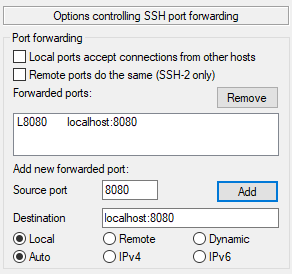 Options controlling SSH port forwarding
Port forwarding
Local ports accept connections from other hosts
Remote ports do the same (SSH-2 only)
Forwarded ports: Remove
L8080 localhost:8080
Add new forwarded port:
Source port 8080 Add
Destination localhost:8080
Local Remote Dynamic
Auto IPv4 IPv6